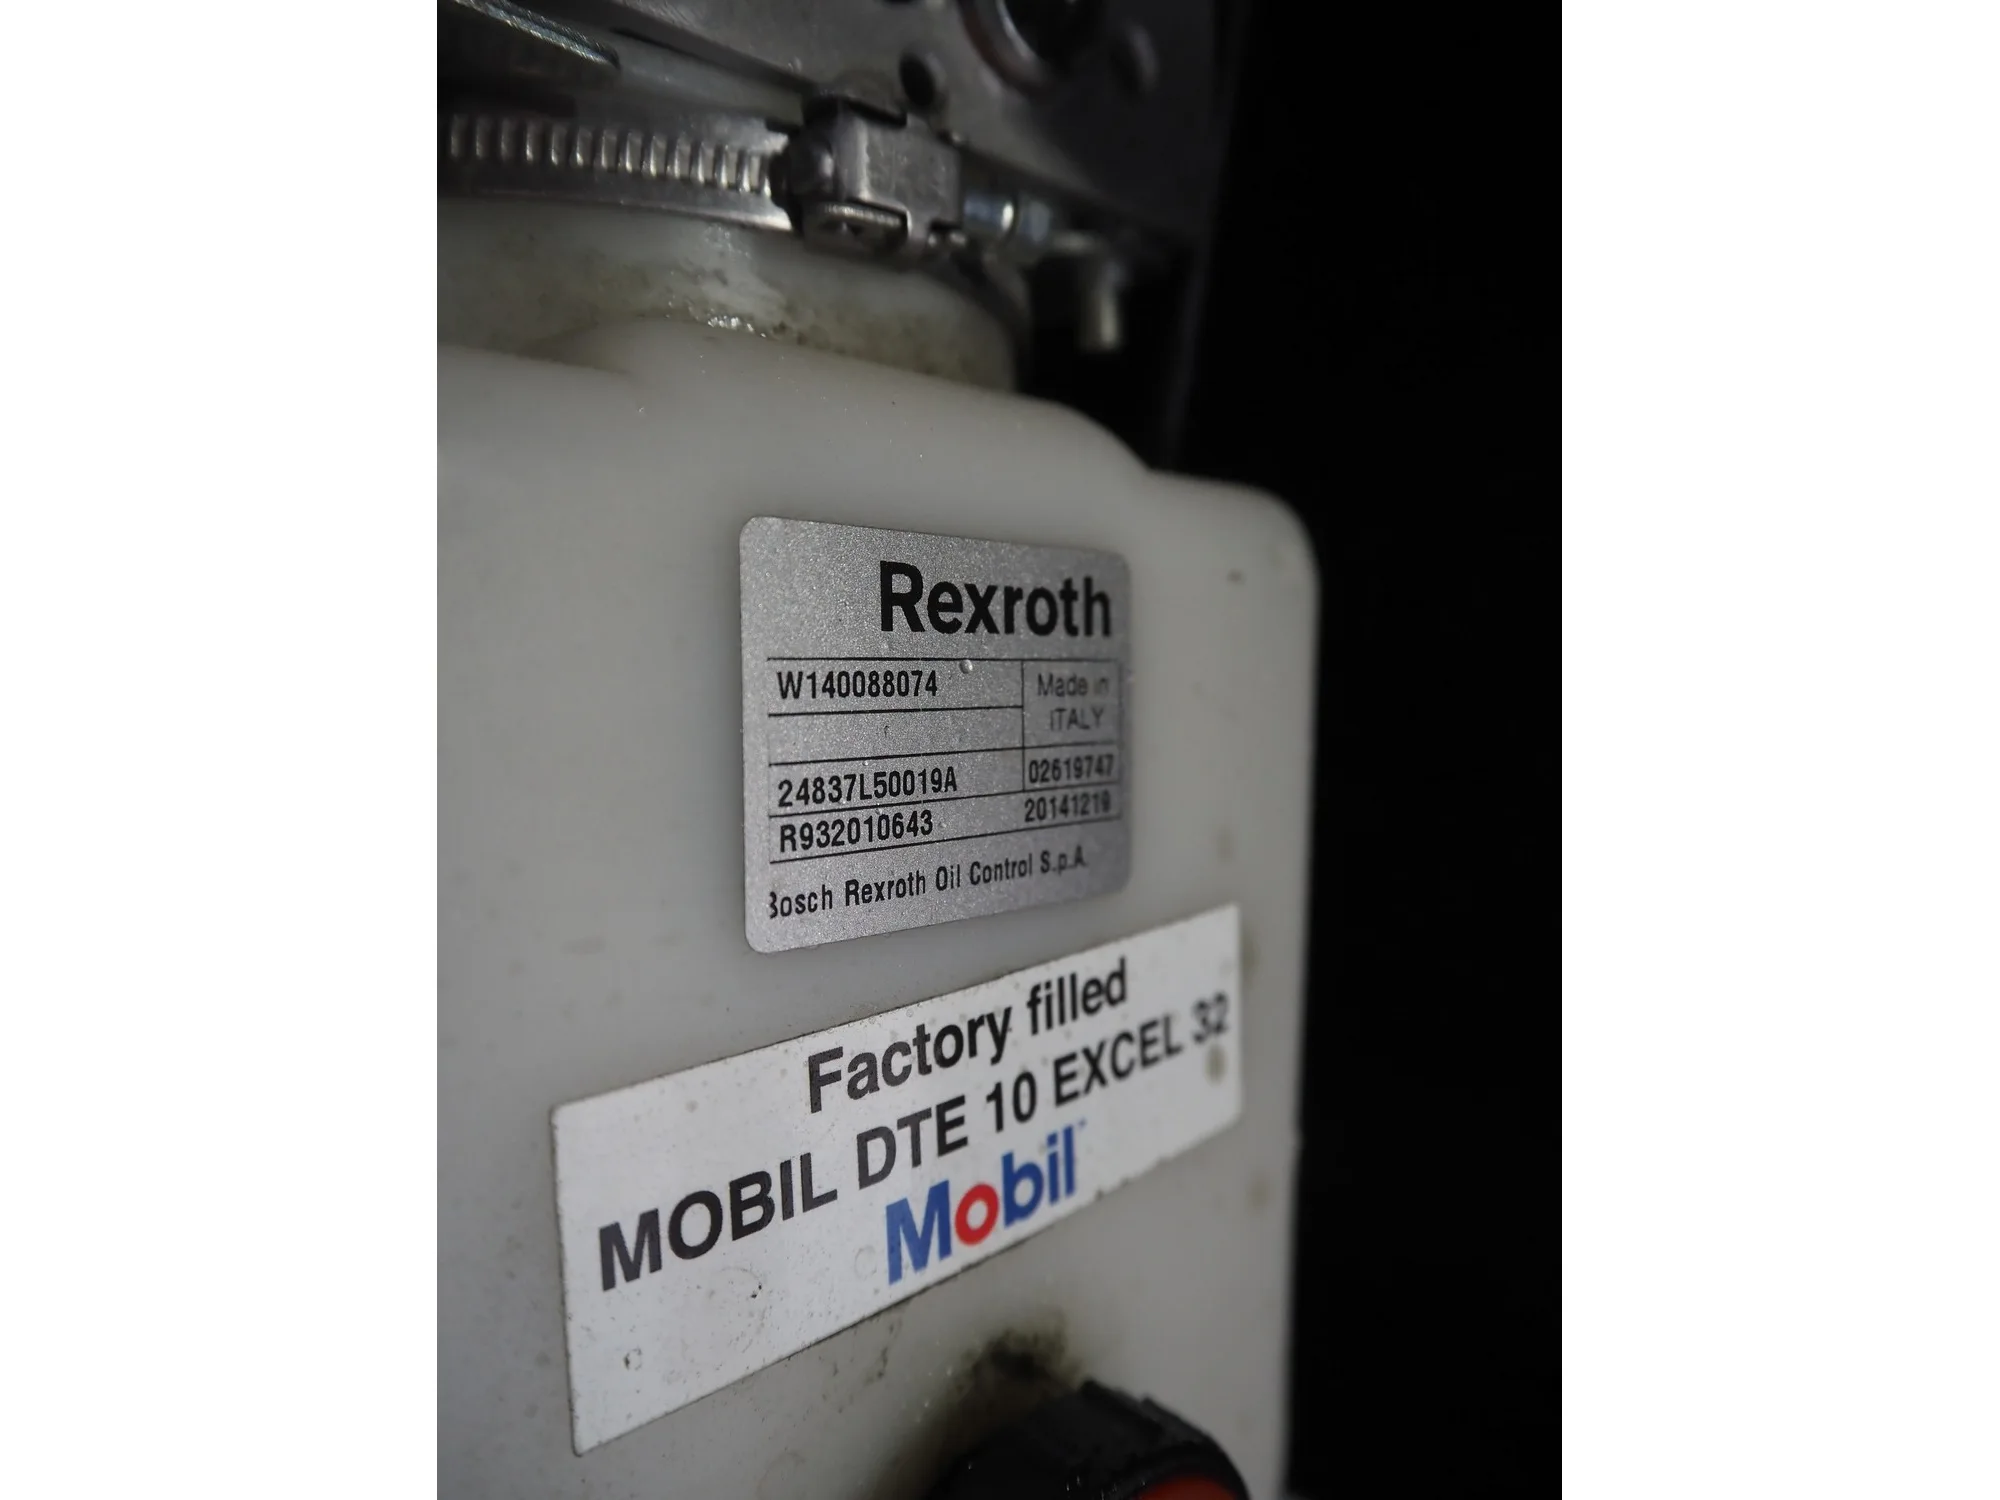 Rexroth
W140088074
Made in
ITALY
24837L50019A
02619747
R932010643
20141219
Bosch Rexroth Oil Control S.p.A.
Factory filled
MOBIL DTE 10 EXCEL 32
Mobil